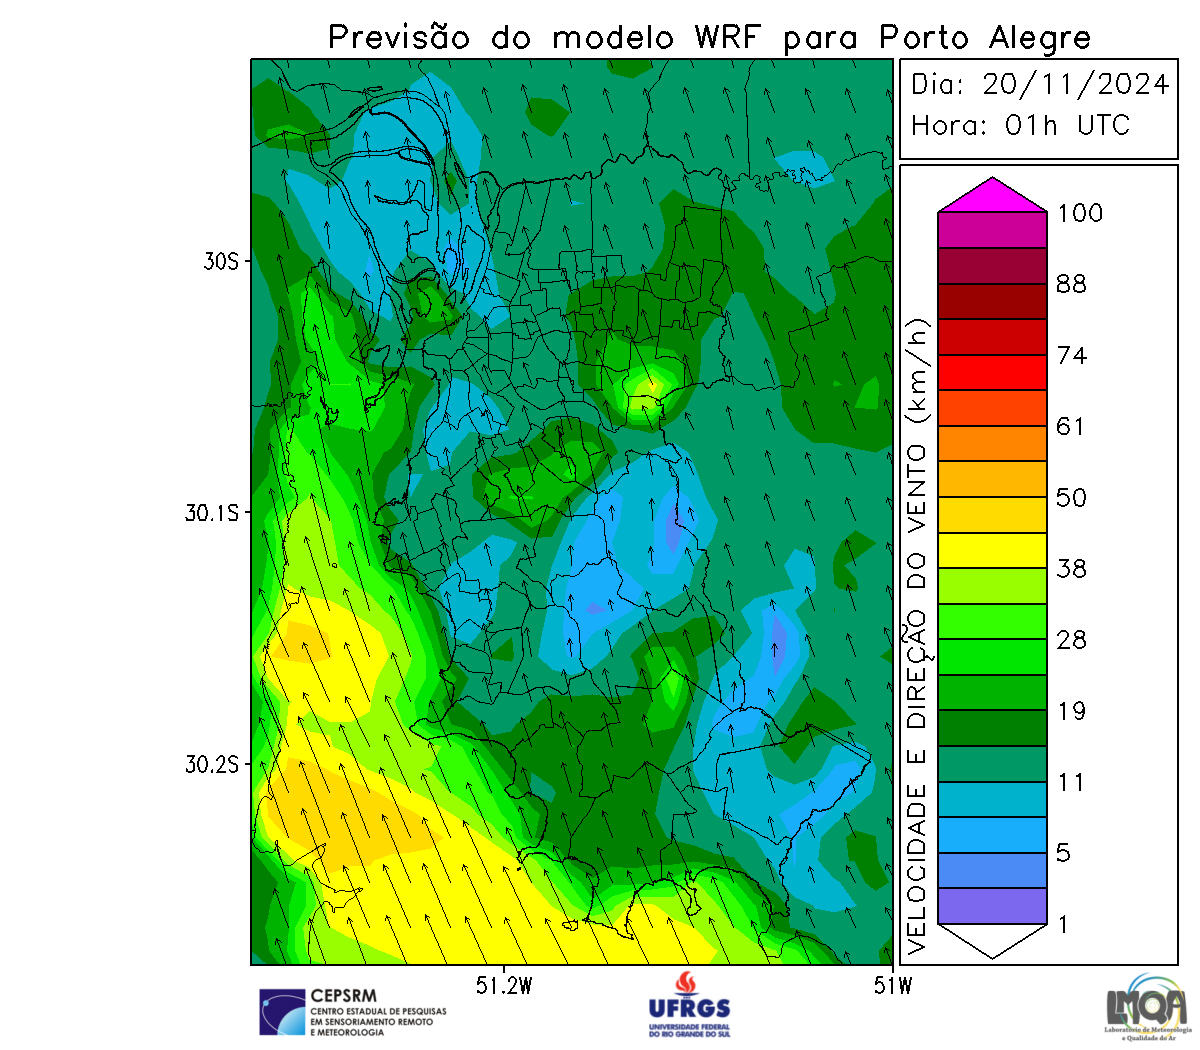 Previsão do modelo WRF para Porto Alegre
Dia: 20/11/2024
Hora: 01h UTC
100
88
74
61
50
38
28
19
11
5
1
VELOCIDADE E DIREÇÃO DO VENTO (km/h)
30S
30.1S
30.2S
51.2W
51W
CEPSRM
CENTRO ESTADUAL DE PESQUISAS
EM SENSORIAMENTO REMOTO
E METEOROLOGIA
UFRGS
UNIVERSIDADE FEDERAL
DO RIO GRANDE DO SUL
LMQA
Laboratório de Meteorologia
e Qualidade do Ar